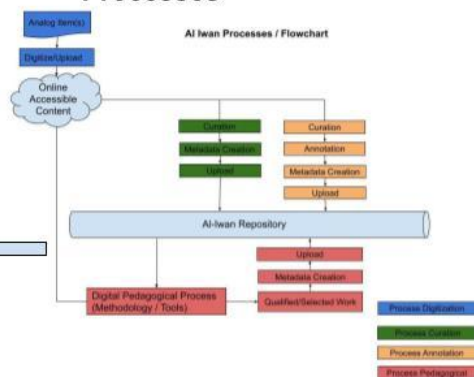 Processes
Al Iwan Processes / Flowchart
Analog Item(s)
Digitize/Upload
Online
Accessible
Content
Curation
Metadata Creation
Upload
Curation
Annotation
Metadata Creation
Upload
Al-Iwan Repository
Upload
Metadata Creation
Digital Pedagogical Process
(Methodology / Tools)
Qualified/Selected Work
Process Digitization
Process Curation
Process Annotation
Process Pedagogical